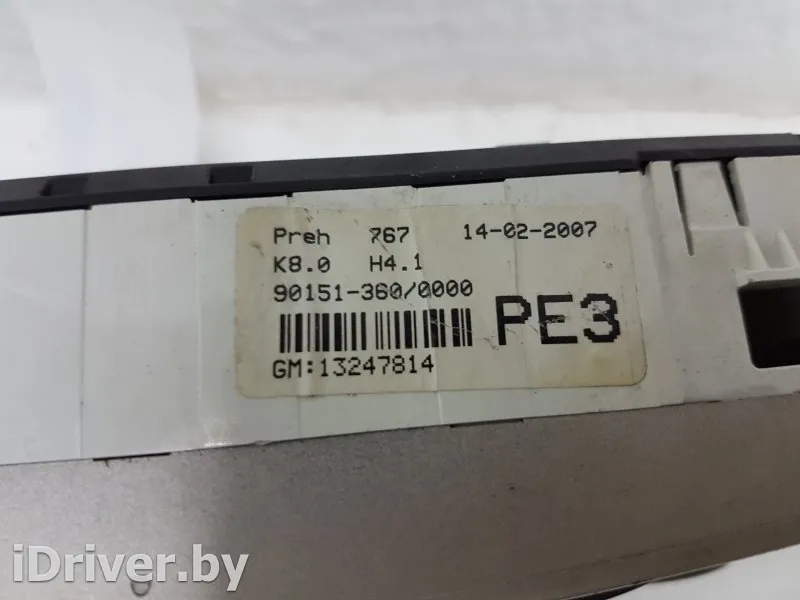 Preh 767 14-02-2007
K8.0 H4.1
90151-360/0000
PE3
GM:13247814
iDriver.by